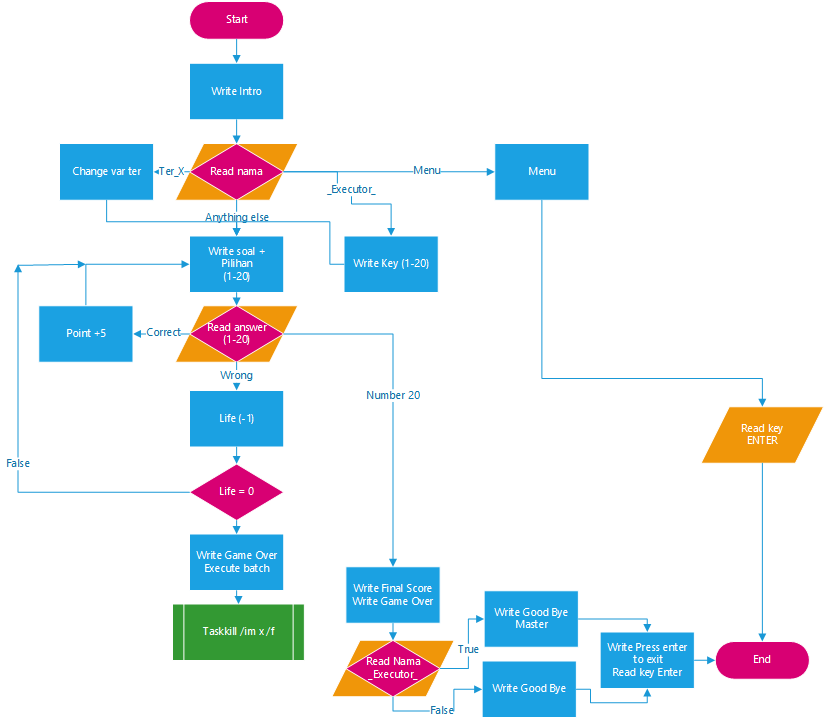 Start
Write Intro
Change var ter
Ter_X
Read nama
Menu
Menu
_Executor_
Anything else
Write soal +
Pilihan
(1-20)
Write Key (1-20)
Point +5
Correct
Read answer
(1-20)
Wrong
Number 20
Life (-1)
Read key
ENTER
False
Life = 0
Write Game Over
Execute batch
Taskkill /im x /f
Write Final Score
Write Game Over
Write Good Bye
Master
True
Read Nama
_Executor_
Write Press enter
to exit
Read key Enter
End
Write Good Bye
False